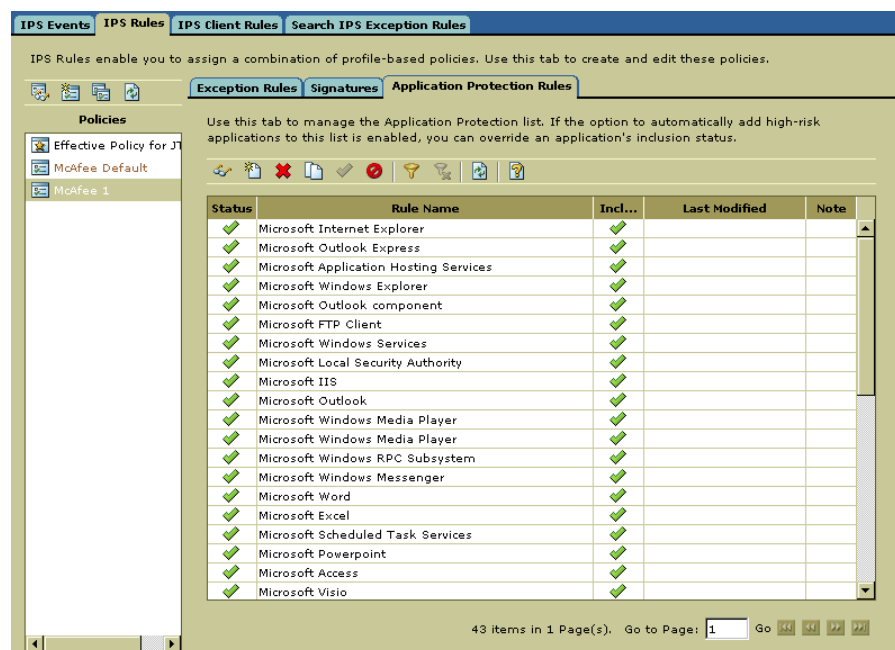 IPS Events IPS Rules IPS Client Rules Search IPS Exception Rules
IPS Rules enable you to assign a combination of profile-based policies. Use this tab to create and edit these policies.
Exception Rules Signatures Application Protection Rules
Policies
Effective Policy for
McAfee Default
McAfee 1
Use this tab to manage the Application Protection list. If the option to automatically add high-risk
applications to this list is enabled, you can override an application's inclusion status.
Status Rule Name Incl... Last Modified Note
Microsoft Internet Explorer
Microsoft Outlook Express
Microsoft Application Hosting Services
Microsoft Windows Explorer
Microsoft Outlook component
Microsoft FTP Client
Microsoft Windows Services
Microsoft Local Security Authority
Microsoft IIS
Microsoft Outlook
Microsoft Windows Media Player
Microsoft Windows Media Player
Microsoft Windows RPC Subsystem
Microsoft Windows Messenger
Microsoft Word
Microsoft Excel
Microsoft Scheduled Task Services
Microsoft Powerpoint
Microsoft Access
Microsoft Visio
43 items in 1 Page(s). Go to Page: 1 Go